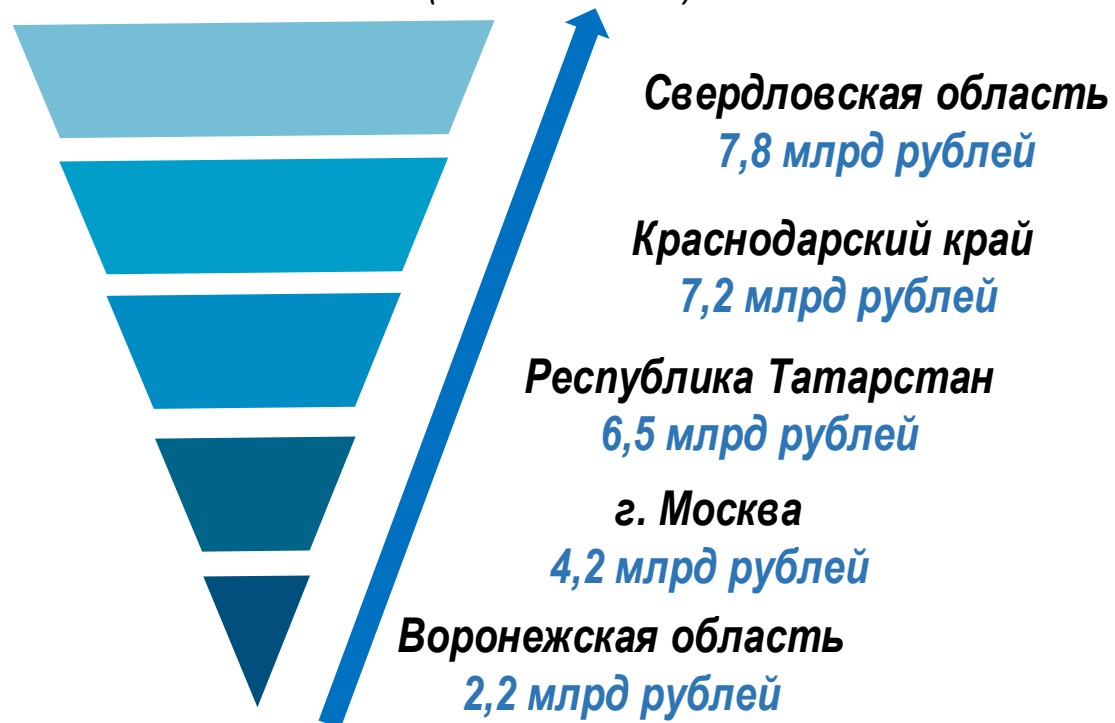 Свердловская область
7,8 млрд рублей
Краснодарский край
7,2 млрд рублей
Республика Татарстан
6,5 млрд рублей
г. Москва
4,2 млрд рублей
Воронежская область
2,2 млрд рублей